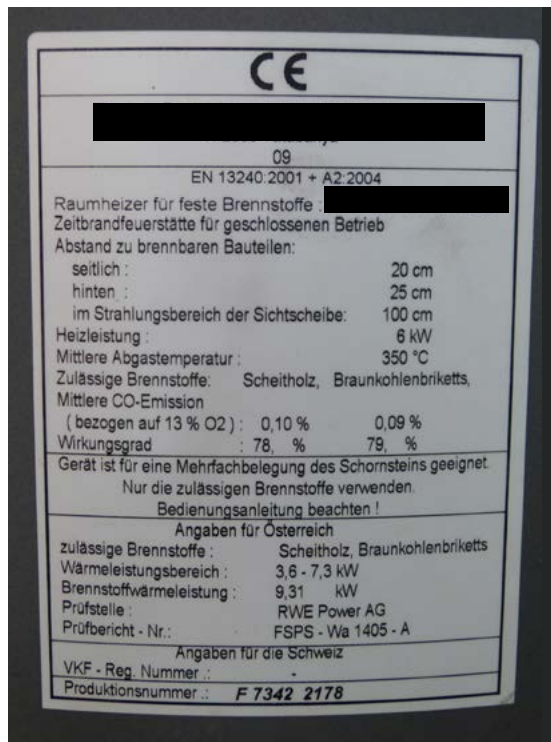 CE
09
EN 13240:2001 + A2:2004
Raumheizer für feste Brennstoffe :
Zeitbrandfeuerstätte für geschlossenen Betrieb
Abstand zu brennbaren Bauteilen:
seitlich : 20 cm
hinten : 25 cm
im Strahlungsbereich der Sichtscheibe: 100 cm
Heizleistung : 6 kW
Mittlere Abgastemperatur : 350 °C
Zulässige Brennstoffe: Scheitholz, Braunkohlenbriketts,
Mittlere CO-Emission
( bezogen auf 13 % O2 ) : 0,10 % 0,09 %
Wirkungsgrad : 78, % 79, %
Gerät ist für eine Mehrfachbelegung des Schornsteins geeignet.
Nur die zulässigen Brennstoffe verwenden.
Bedienungsanleitung beachten !
Angaben für Österreich
zulässige Brennstoffe : Scheitholz, Braunkohlenbriketts
Wärmeleistungsbereich : 3,6 - 7,3 kW
Brennstoffwärmeleistung : 9,31 kW
Prüfstelle : RWE Power AG
Prüfbericht - Nr.: FSPS - Wa 1405 - A
Angaben für die Schweiz
VKF - Reg. Nummer .: -
Produktionsnummer .: F 7342 2178